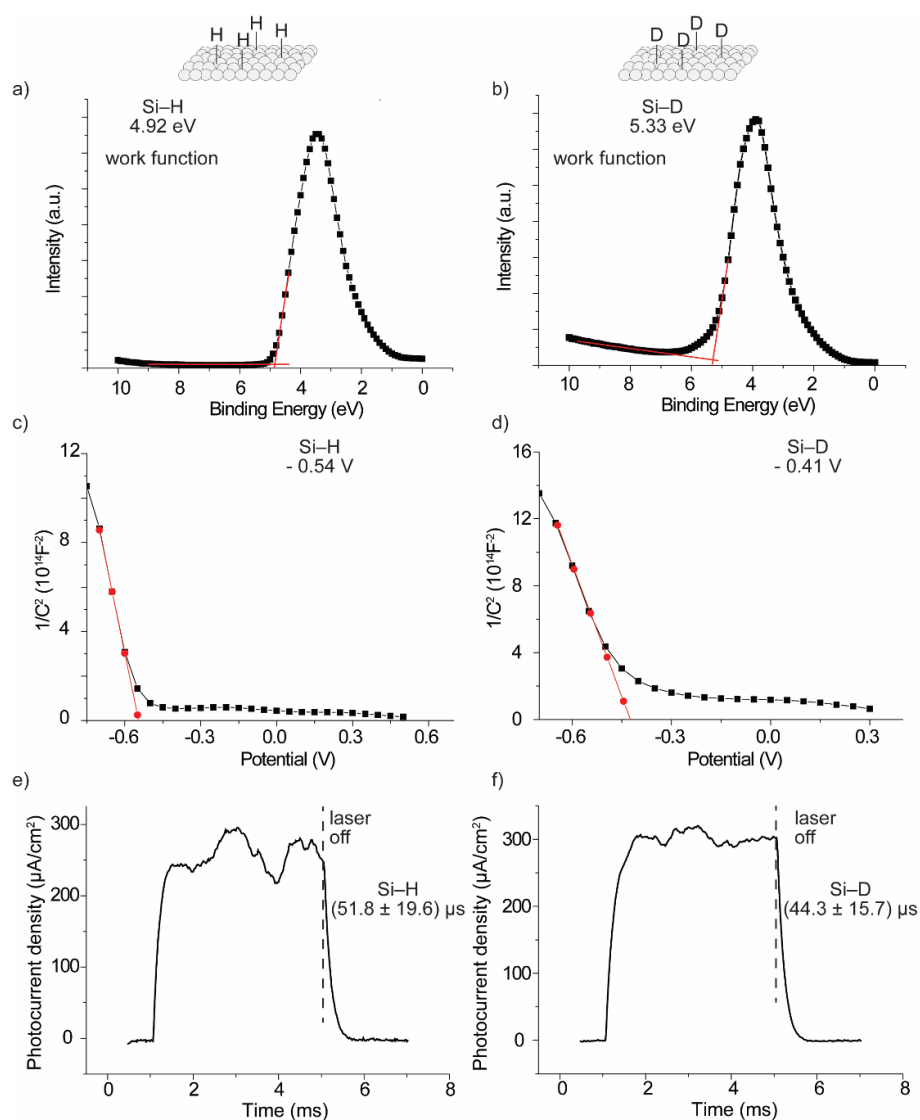 H
H H H
D
D D D
a)
Si–H
4.92 eV
work function
Intensity (a.u.)
10 8 6 4 2 0
Binding Energy (eV)
b)
Si–D
5.33 eV
work function
Intensity (a.u.)
10 8 6 4 2 0
Binding Energy (eV)
c)
Si–H
- 0.54 V
12
8
4
0
1/C² (10¹⁴F⁻²)
-0.6 -0.3 0.0 0.3 0.6
Potential (V)
d)
Si–D
- 0.41 V
16
12
8
4
0
1/C² (10¹⁴F⁻²)
-0.6 -0.3 0.0 0.3
Potential (V)
e)
300
200
100
0
Photocurrent density (µA/cm²)
laser
off
Si–H
(51.8 ± 19.6) µs
0 2 4 6 8
Time (ms)
f)
300
200
100
0
Photocurrent density (µA/cm²)
laser
off
Si–D
(44.3 ± 15.7) µs
0 2 4 6 8
Time (ms)